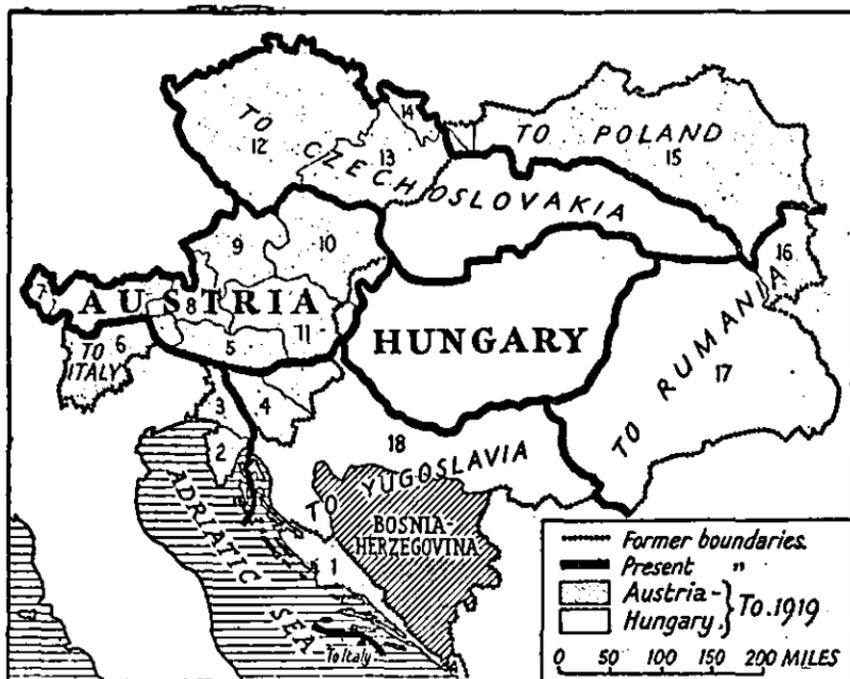 TO CZECHOSLOVAKIA
TO POLAND
12
13
14
15
16
9
10
7
AUSTRIA
8
11
5
TO ITALY
6
HUNGARY
TO RUMANIA
17
3
4
2
18
TO YUGOSLAVIA
BOSNIA-
HERZEGOVINA
1
ADRIATIC SEA
To Italy
Former boundaries.
Present "
Austria- } To 1919
Hungary.
0 50 100 150 200 MILES